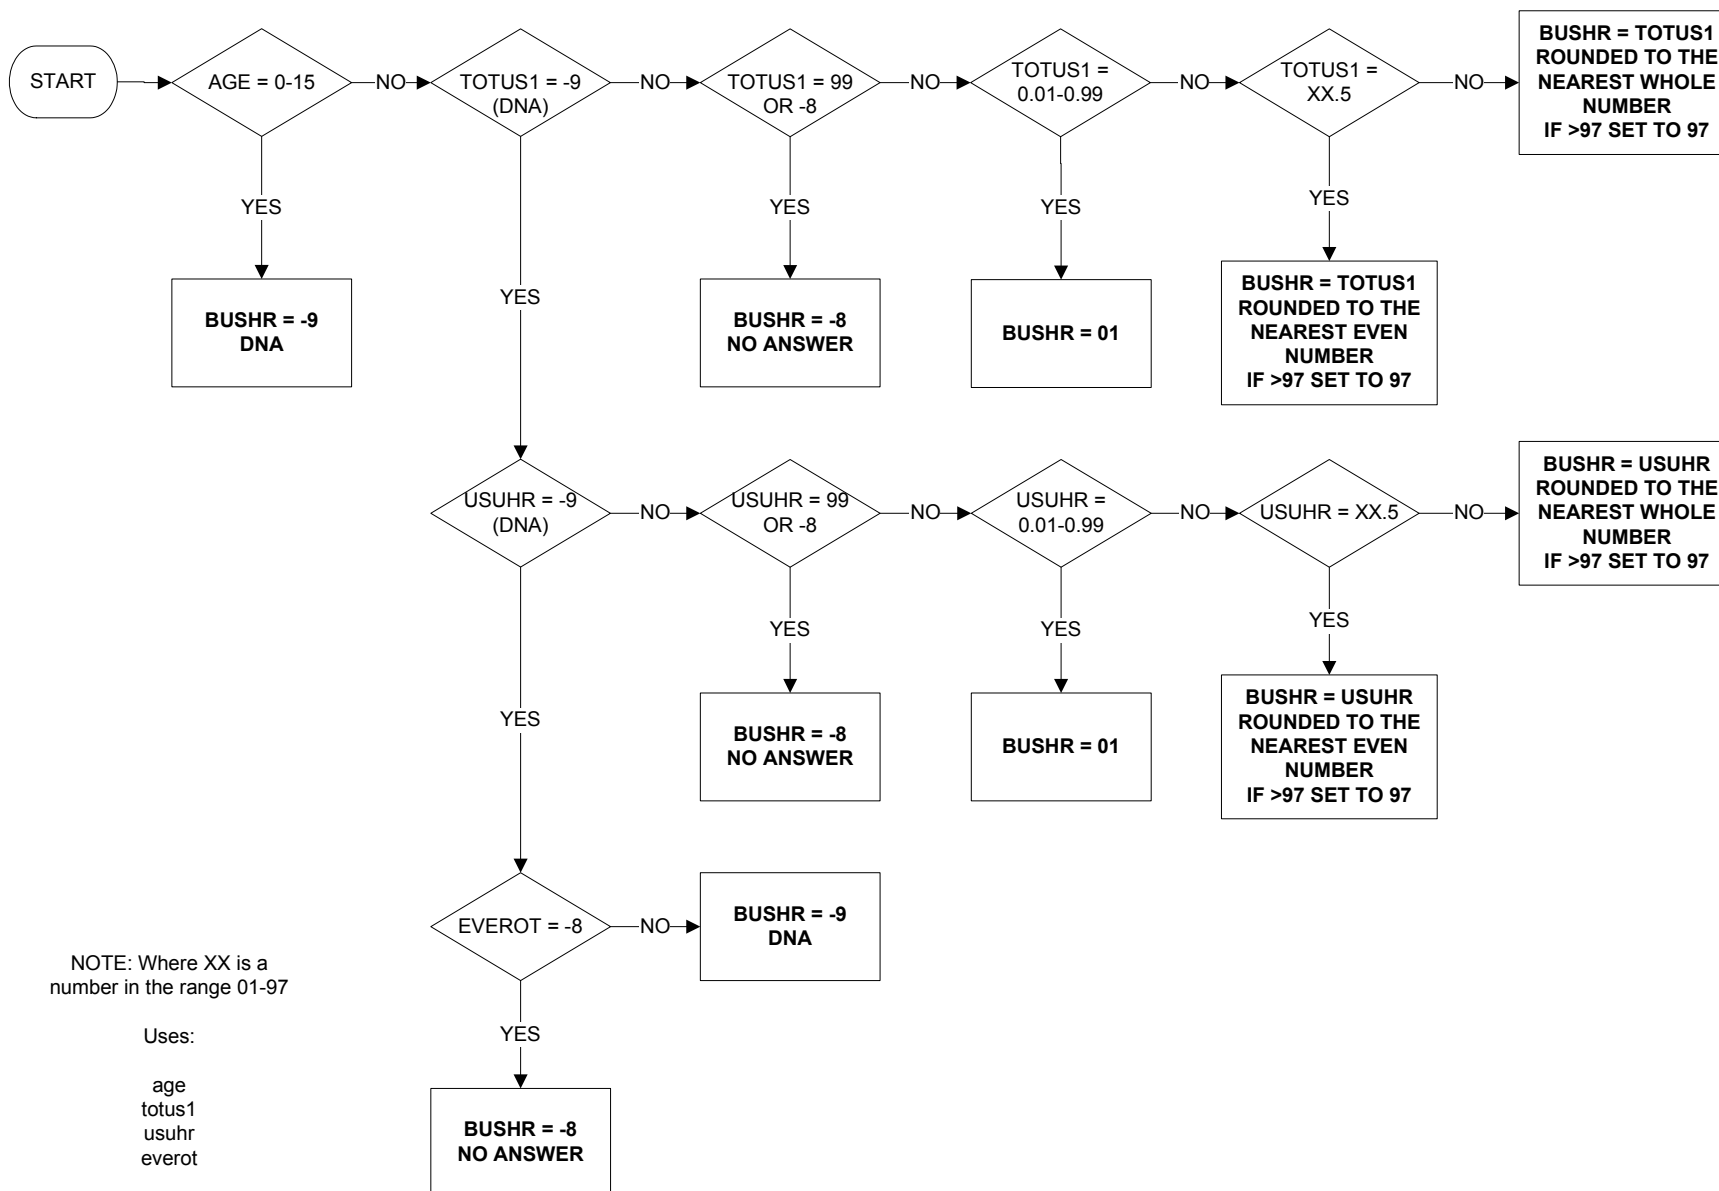 START
AGE = 0-15
NO
TOTUS1 = -9
(DNA)
NO
TOTUS1 = 99
OR -8
NO
TOTUS1 =
0.01-0.99
NO
TOTUS1 =
XX.5
NO
BUSHR = TOTUS1
ROUNDED TO THE
NEAREST WHOLE
NUMBER
IF >97 SET TO 97
YES
YES
YES
YES
YES
BUSHR = -9
DNA
BUSHR = -8
NO ANSWER
BUSHR = 01
BUSHR = TOTUS1
ROUNDED TO THE
NEAREST EVEN
NUMBER
IF >97 SET TO 97
USUHR = -9
(DNA)
NO
USUHR = 99
OR -8
NO
USUHR =
0.01-0.99
NO
USUHR = XX.5
NO
BUSHR = USUHR
ROUNDED TO THE
NEAREST WHOLE
NUMBER
IF >97 SET TO 97
YES
YES
YES
YES
BUSHR = -8
NO ANSWER
BUSHR = 01
BUSHR = USUHR
ROUNDED TO THE
NEAREST EVEN
NUMBER
IF >97 SET TO 97
EVEROT = -8
NO
BUSHR = -9
DNA
YES
BUSHR = -8
NO ANSWER
NOTE: Where XX is a
number in the range 01-97
Uses:
age
totus1
usuhr
everot